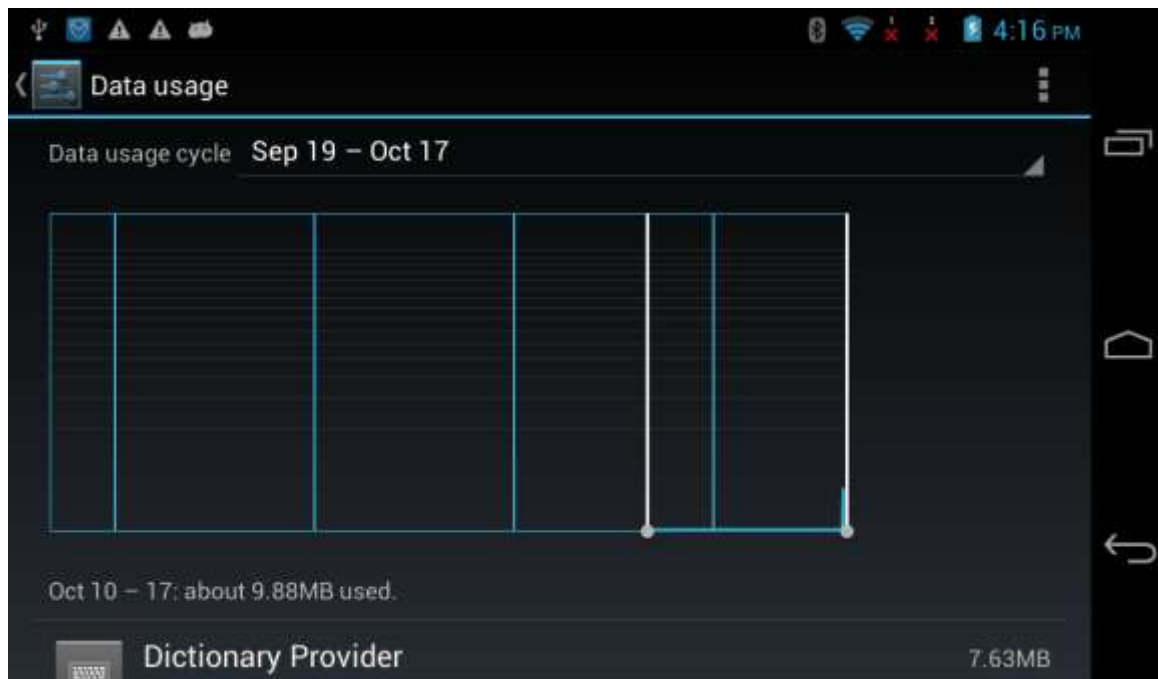 4:16 PM
Data usage
Data usage cycle Sep 19 – Oct 17
Oct 10 – 17: about 9.88MB used.
Dictionary Provider 7.63MB